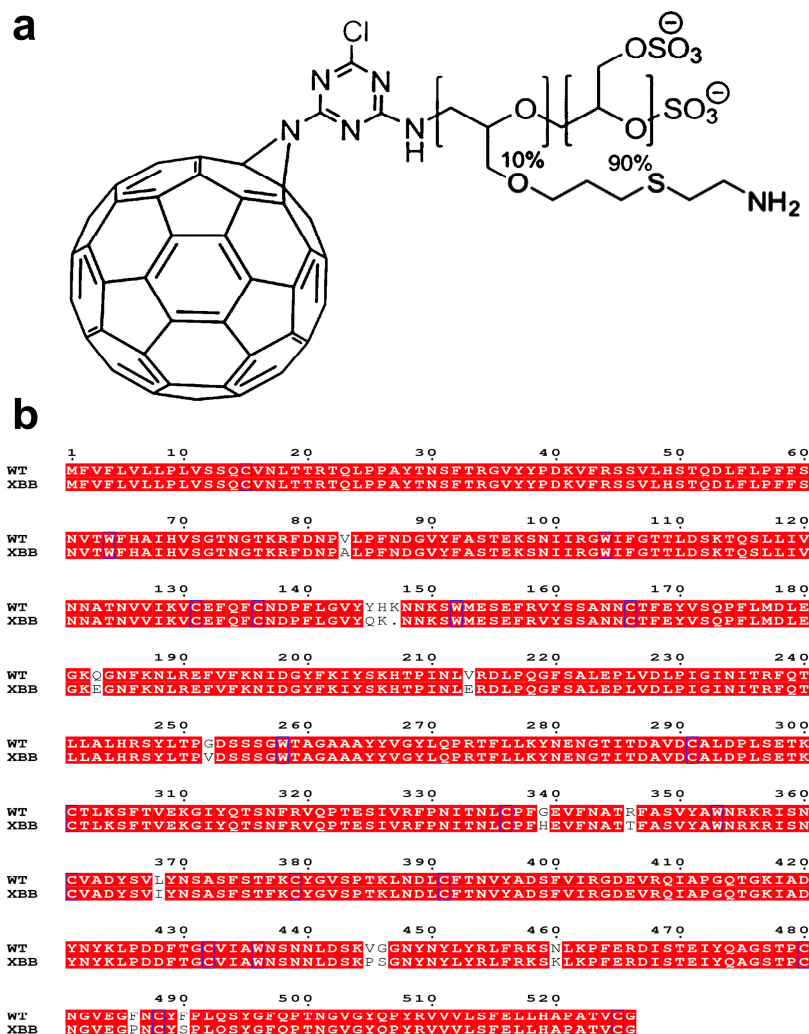 a
Cl
N N
N N
N
H
O
OSO3⊖
O SO3⊖
10%
90%
O
S
NH2
b
1 10 20 30 40 50 60
WT MFVFLVLLPLVSSQCVNLTTRTQLPPAYTNSFTRGVYYPDKVFRSSVLHSTQDLFLPFFS
XBB MFVFLVLLPLVSSQCVNLTTRTQLPPAYTNSFTRGVYYPDKVFRSSVLHSTQDLFLPFFS
70 80 90 100 110 120
WT NVTWFHAIHVSGTNGTKRFDNPVLPFNDGVYFASTEKSNIIRGWIFGTTLDSKTQSLLIV
XBB NVTWFHAIHVSGTNGTKRFDNPALPFNDGVYFASTEKSNIIRGWIFGTTLDSKTQSLLIV
130 140 150 160 170 180
WT NNATNVVIKVCEFQFCNDPFLGVYYHKNNKSWMESEFRVYSSANNCTFEYVSQPFLMDLE
XBB NNATNVVIKVCEFQFCNDPFLGVYQK.NNKSWMESEFRVYSSANNCTFEYVSQPFLMDLE
190 200 210 220 230 240
WT GKQGNFKNLREFVFKNIDGYFKIYSKHTPINLVRDLPQGFSALEPLVDLPIGINITRFQT
XBB GKEGNFKNLREFVFKNIDGYFKIYSKHTPINLERDLPQGFSALEPLVDLPIGINITRFQT
250 260 270 280 290 300
WT LLALHRSYLTPGDSSSGWTAGAAAYYVGYLQPRTFLLKYNENGTITDAVDCALDPLSETK
XBB LLALHRSYLTPVDSSSGWTAGAAAYYVGYLQPRTFLLKYNENGTITDAVDCALDPLSETK
310 320 330 340 350 360
WT CTLKSFTVEKGIYQTSNFRVQPTESIVRFPNITNLCPFGEVFNATRFASVYAWNRKRISN
XBB CTLKSFTVEKGIYQTSNFRVQPTESIVRFPNITNLCPFHEVFNATTFASVYAWNRKRISN
370 380 390 400 410 420
WT CVADYSVLYNSASFSTFKCYGVSPTKLNDLCFTNVYADSFVIRGDEVRQIAPGQTGKIAD
XBB CVADYSVIYNSASFSTFKCYGVSPTKLNDLCFTNVYADSFVIRGDEVRQIAPGQTGKIAD
430 440 450 460 470 480
WT YNYKLPDDFTGCVIAWNSNNLDSKVGGNYNYLYRLFRKSNLKPFERDISTEIYQAGSTPC
XBB YNYKLPDDFTGCVIAWNSNNLDSKPSGNYNYLYRLFRKSKLKPFERDISTEIYQAGSTPC
490 500 510 520
WT NGVEGFNCYFPLQSYGFQPTNGVGYQPYRVVVLSFELLHAPATVCG
XBB NGVEGPNCYSPLQSYGFQPTNGVGYQPYRVVVLSFELLHAPATVCG